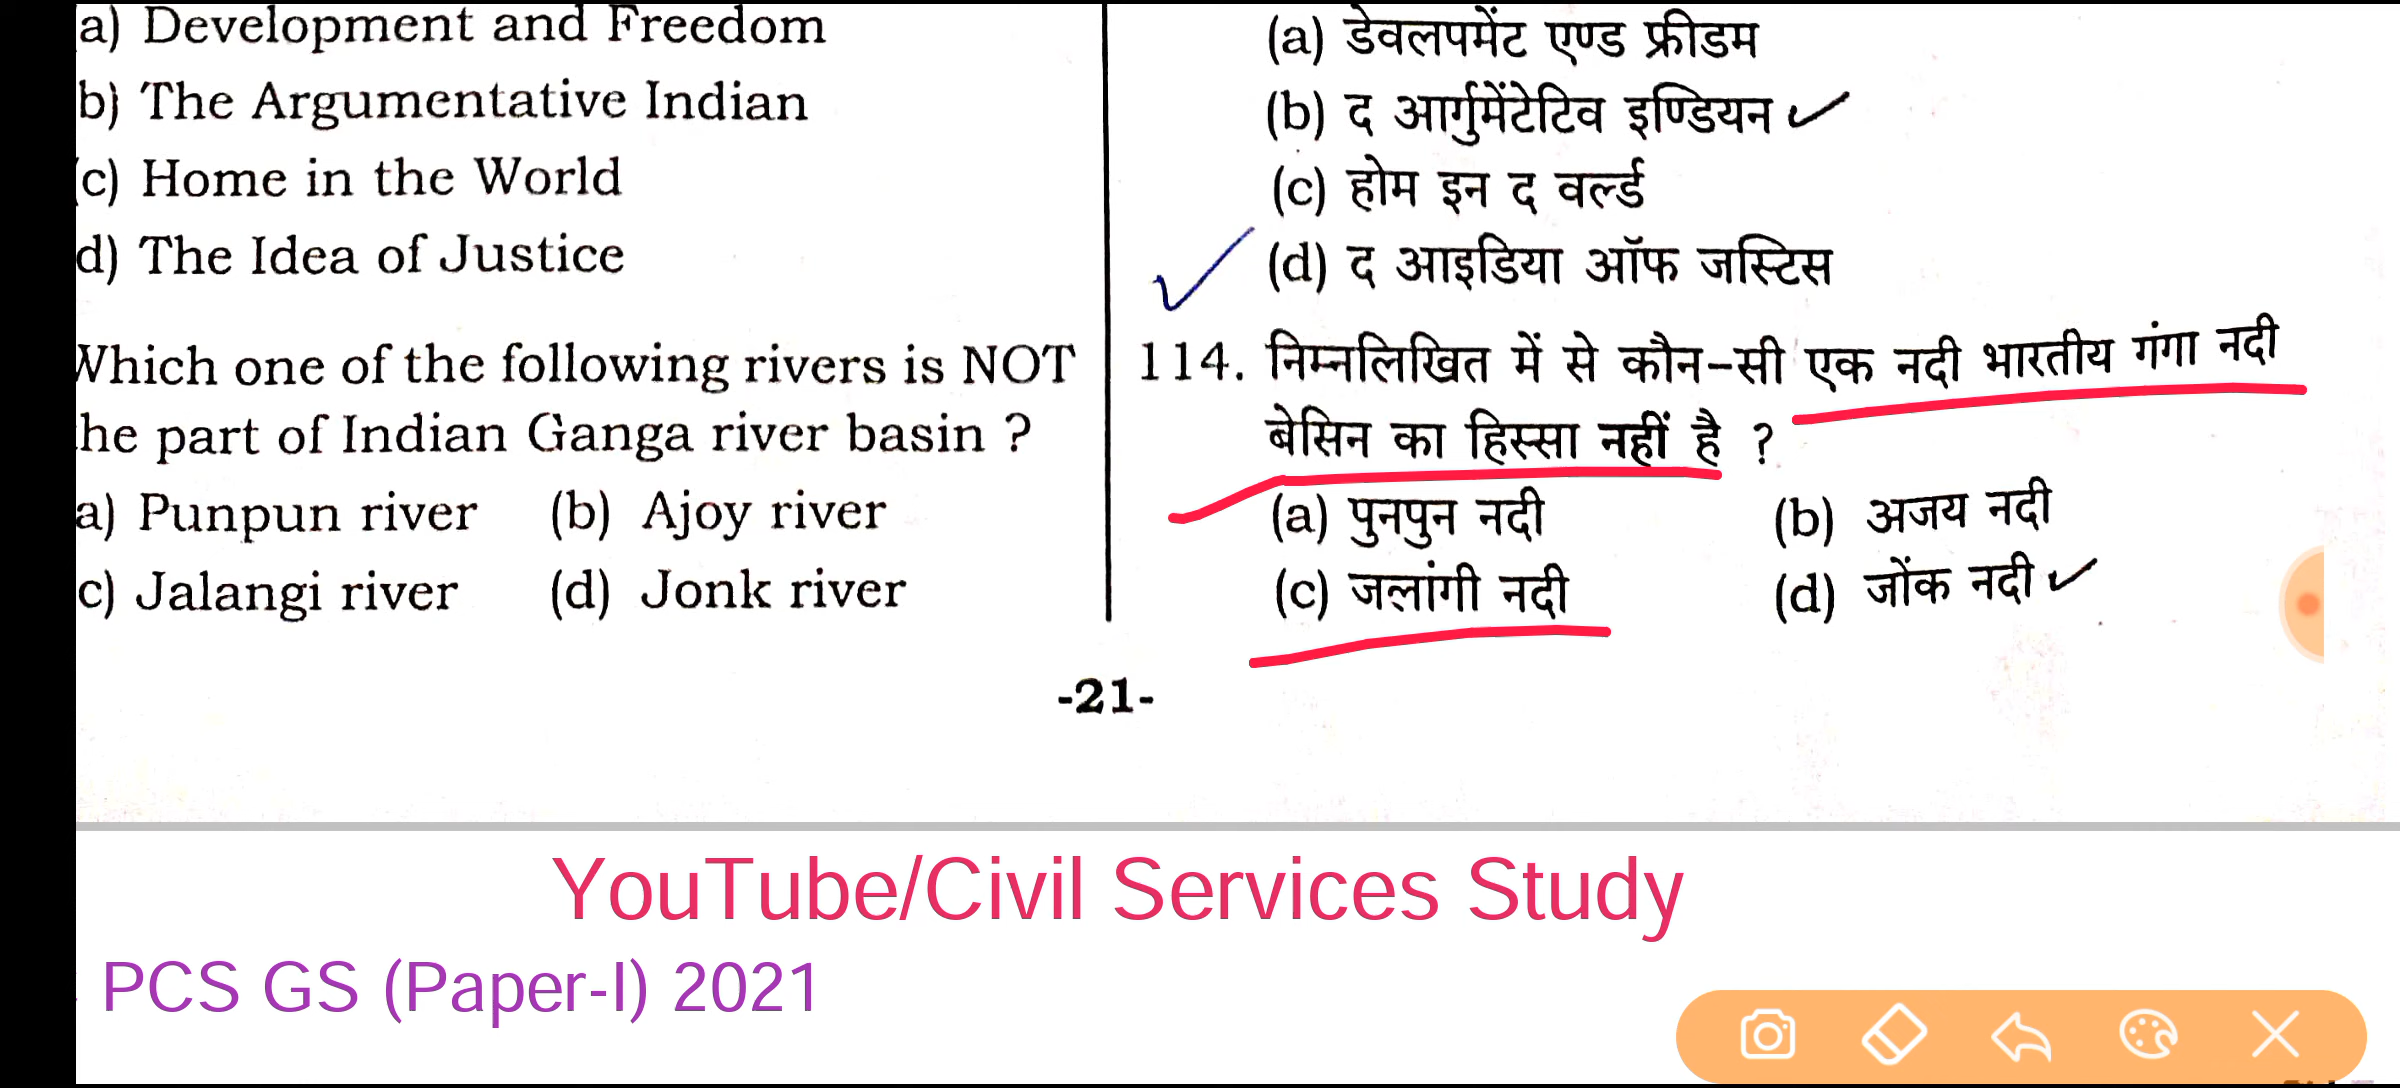 a) Development and Freedom
b) The Argumentative Indian
c) Home in the World
d) The Idea of Justice
Which one of the following rivers is NOT
he part of Indian Ganga river basin ?
a) Punpun river (b) Ajoy river
c) Jalangi river (d) Jonk river
(a) डेवलपमेंट एण्ड फ्रीडम
(b) द आर्गुमेंटेटिव इण्डियन
(c) होम इन द वर्ल्ड
(d) द आइडिया ऑफ जस्टिस
114. निम्नलिखित में से कौन-सी एक नदी भारतीय गंगा नदी
बेसिन का हिस्सा नहीं है ?
(a) पुनपुन नदी (b) अजय नदी
(c) जलांगी नदी (d) जोंक नदी
-21-
YouTube/Civil Services Study
PCS GS (Paper-I) 2021